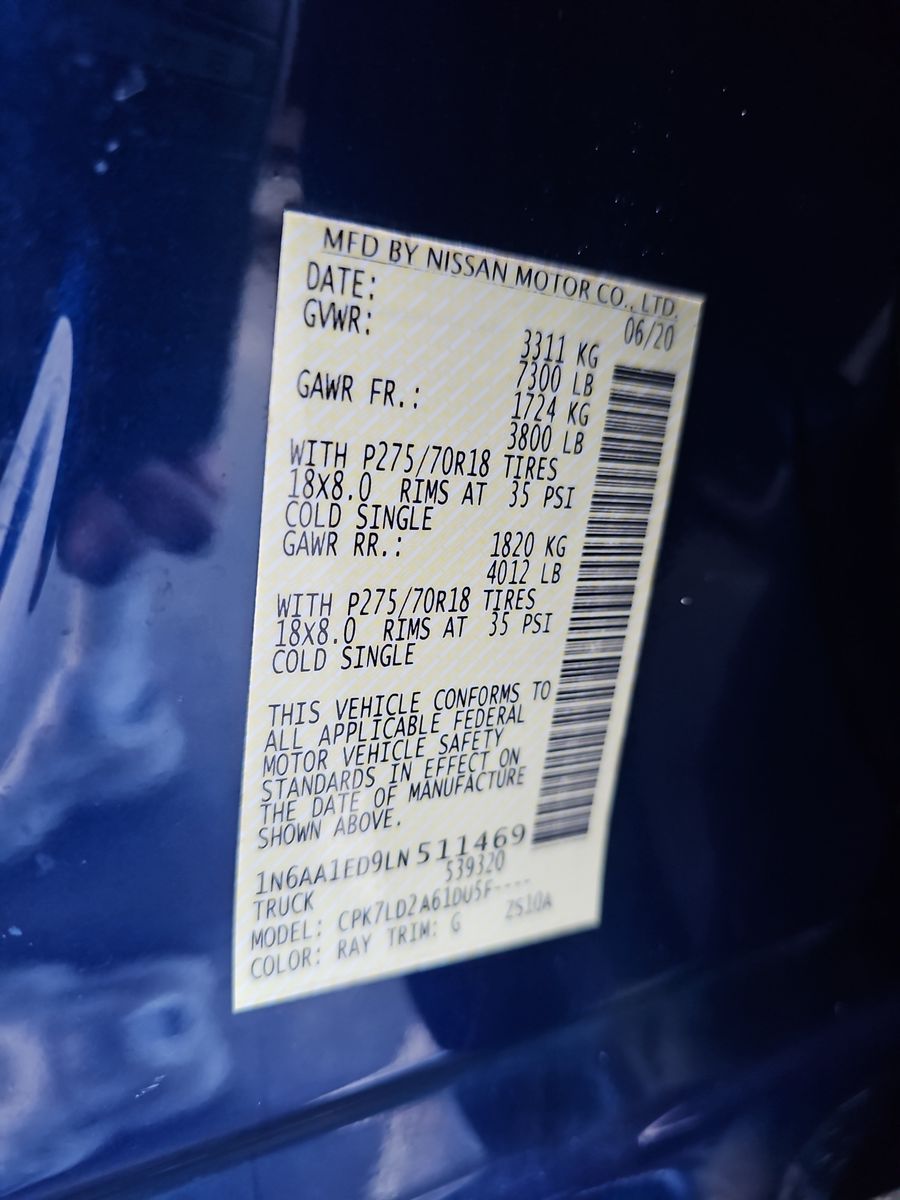 MFD BY NISSAN MOTOR CO., LTD.
DATE: 06/20
GVWR: 3311 KG
7300 LB
GAWR FR.: 1724 KG
3800 LB
WITH P275/70R18 TIRES
18X8.0 RIMS AT 35 PSI
COLD SINGLE
GAWR RR.: 1820 KG
4012 LB
WITH P275/70R18 TIRES
18X8.0 RIMS AT 35 PSI
COLD SINGLE
THIS VEHICLE CONFORMS TO
ALL APPLICABLE FEDERAL
MOTOR VEHICLE SAFETY
STANDARDS IN EFFECT ON
THE DATE OF MANUFACTURE
SHOWN ABOVE.
1N6AA1ED9LN511469
TRUCK 539320
MODEL: CPK7LD2A61DU5F----
COLOR: RAY TRIM: G ZS10A